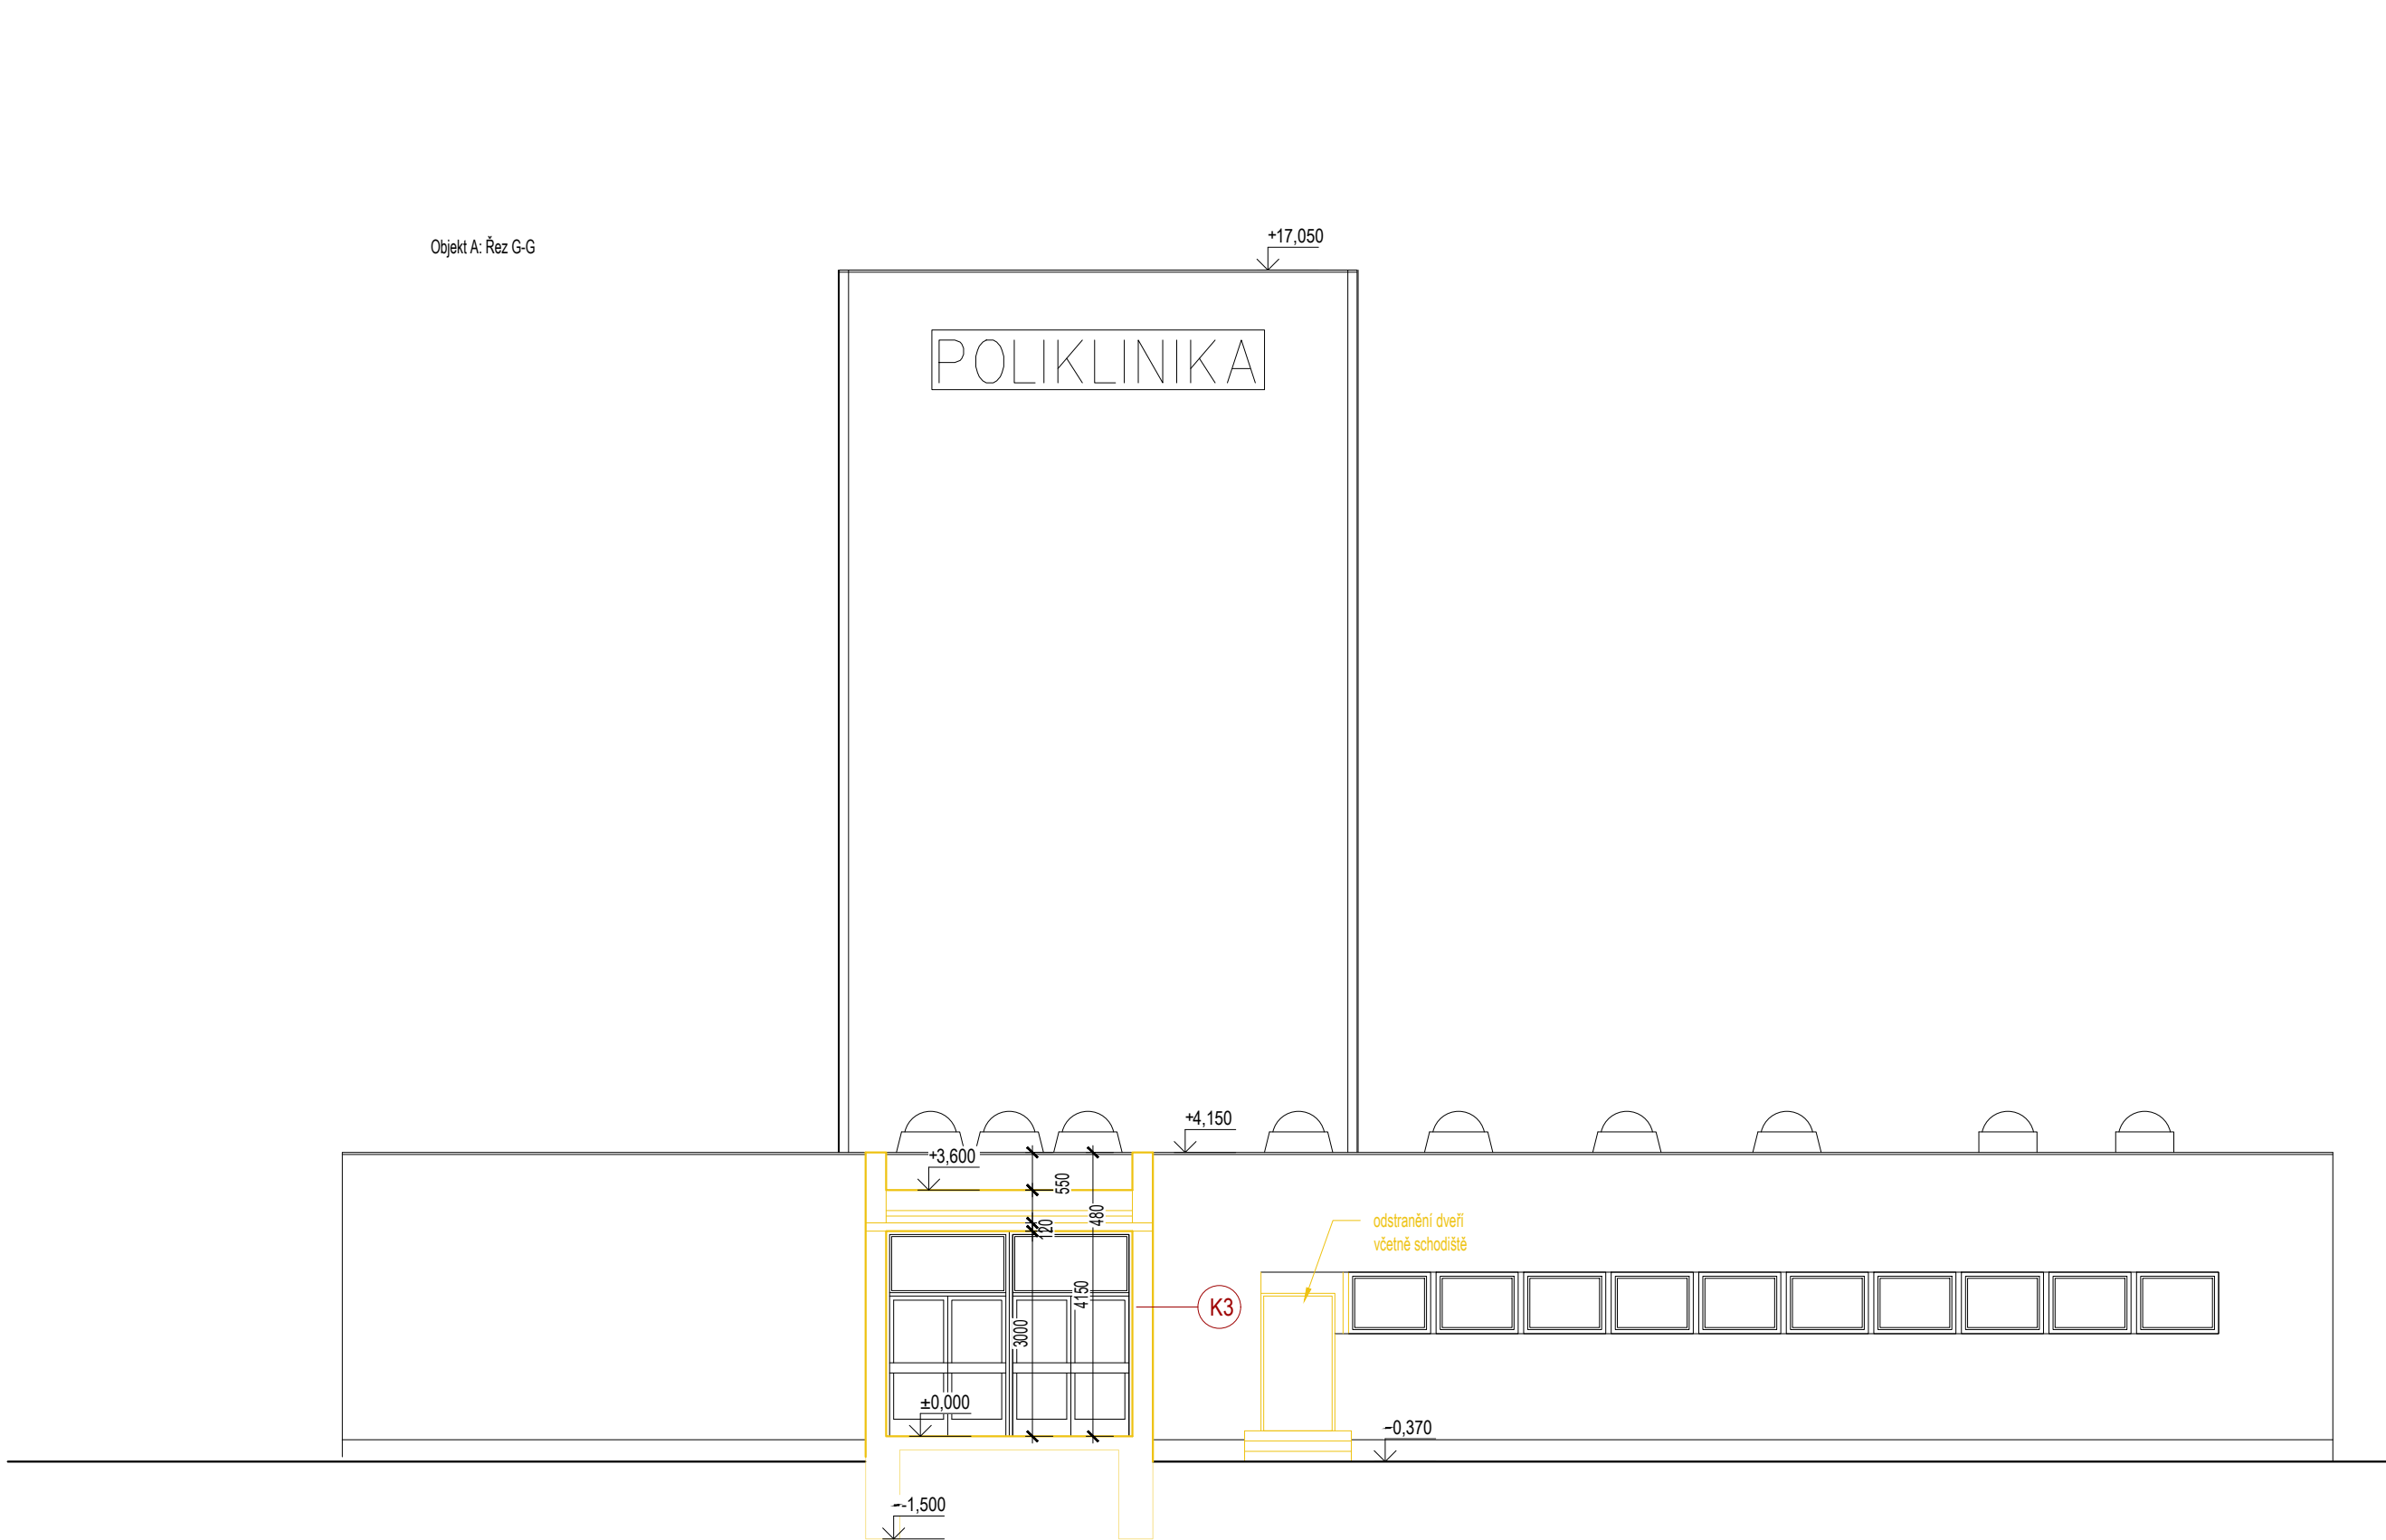 Objekt A: Řez G-G
+17,050
POLIKLINIKA
+4,150
+3,600
550
480
120
odstranění dveří
včetně schodiště
4150
K3
3000
±0,000
−0,370
-1,500